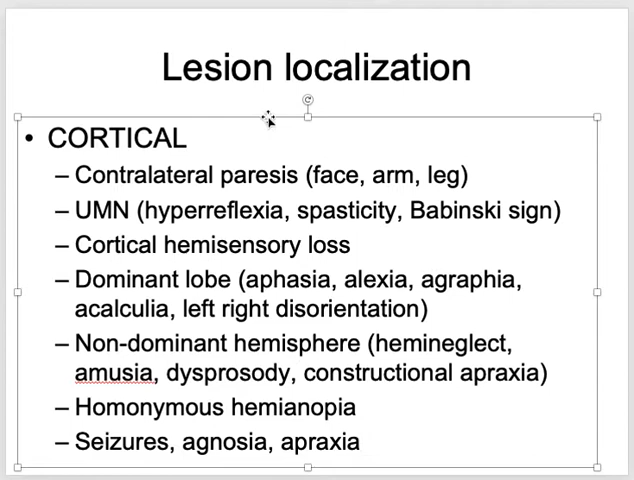 Lesion localization
• CORTICAL
– Contralateral paresis (face, arm, leg)
– UMN (hyperreflexia, spasticity, Babinski sign)
– Cortical hemisensory loss
– Dominant lobe (aphasia, alexia, agraphia,
acalculia, left right disorientation)
– Non-dominant hemisphere (hemineglect,
amusia, dysprosody, constructional apraxia)
– Homonymous hemianopia
– Seizures, agnosia, apraxia